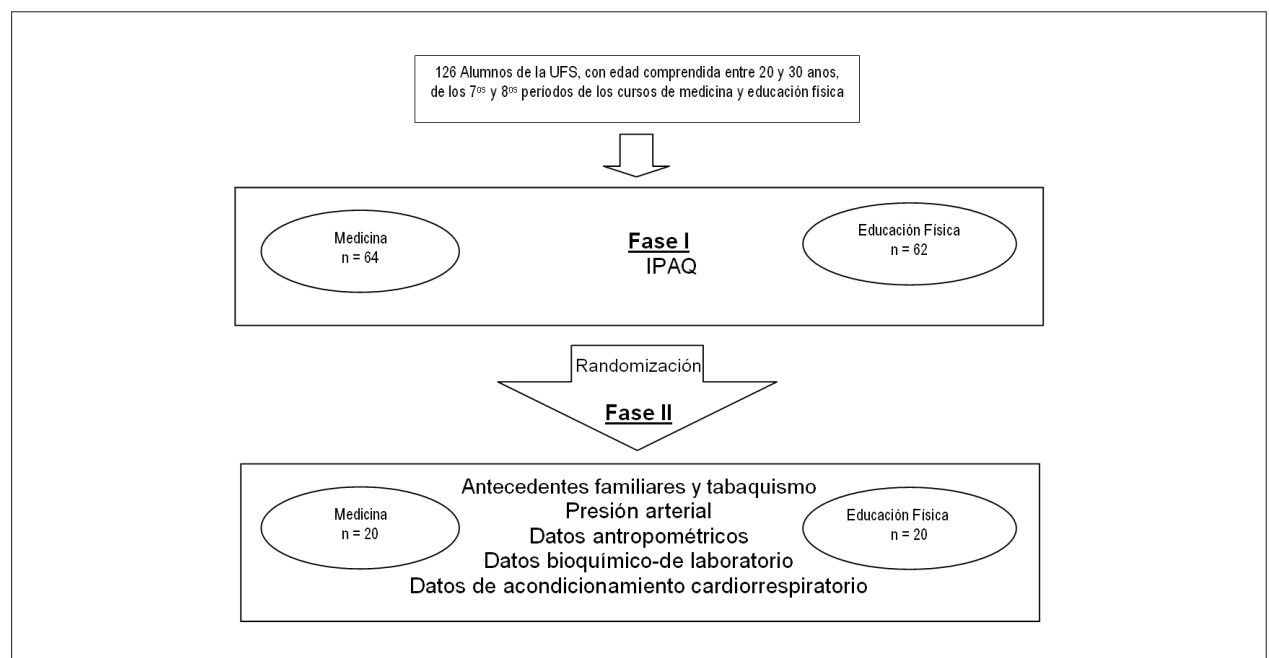 126 Alumnos de la UFS, con edad comprendida entre 20 y 30 anos,
de los 7os y 8os períodos de los cursos de medicina y educación física
Medicina
n = 64
Fase I
IPAQ
Educación Física
n = 62
Randomización
Fase II
Medicina
n = 20
Antecedentes familiares y tabaquismo
Presión arterial
Datos antropométricos
Datos bioquímico-de laboratorio
Datos de acondicionamiento cardiorrespiratorio
Educación Física
n = 20